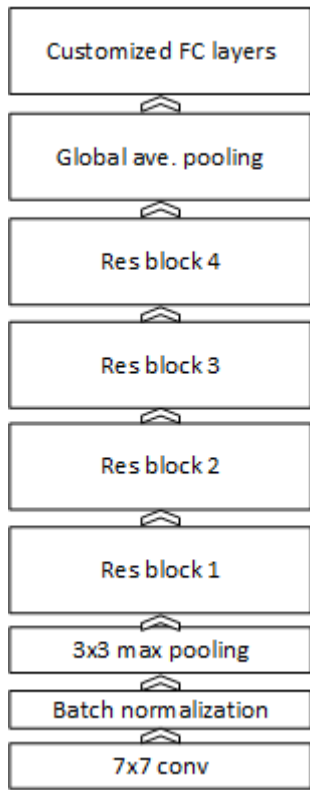 Customized FC layers
Global ave. pooling
Res block 4
Res block 3
Res block 2
Res block 1
3x3 max pooling
Batch normalization
7x7 conv